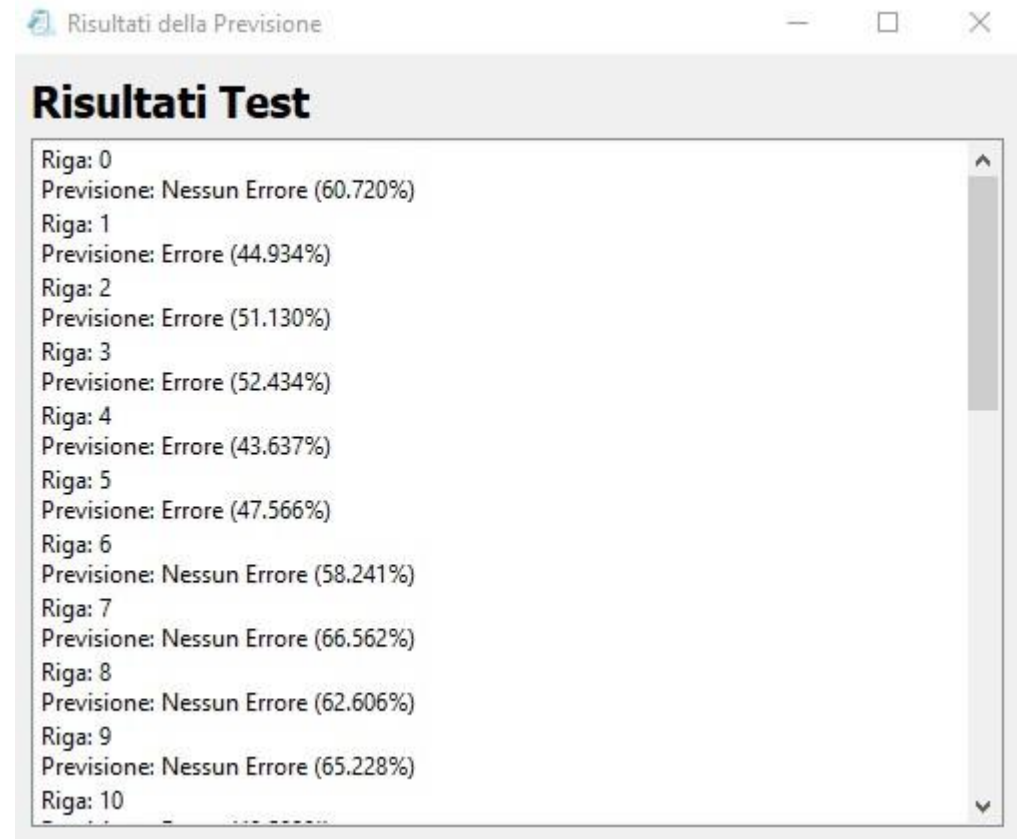 Risultati della Previsione
Risultati Test
Riga: 0
Previsione: Nessun Errore (60.720%)
Riga: 1
Previsione: Errore (44.934%)
Riga: 2
Previsione: Errore (51.130%)
Riga: 3
Previsione: Errore (52.434%)
Riga: 4
Previsione: Errore (43.637%)
Riga: 5
Previsione: Errore (47.566%)
Riga: 6
Previsione: Nessun Errore (58.241%)
Riga: 7
Previsione: Nessun Errore (66.562%)
Riga: 8
Previsione: Nessun Errore (62.606%)
Riga: 9
Previsione: Nessun Errore (65.228%)
Riga: 10